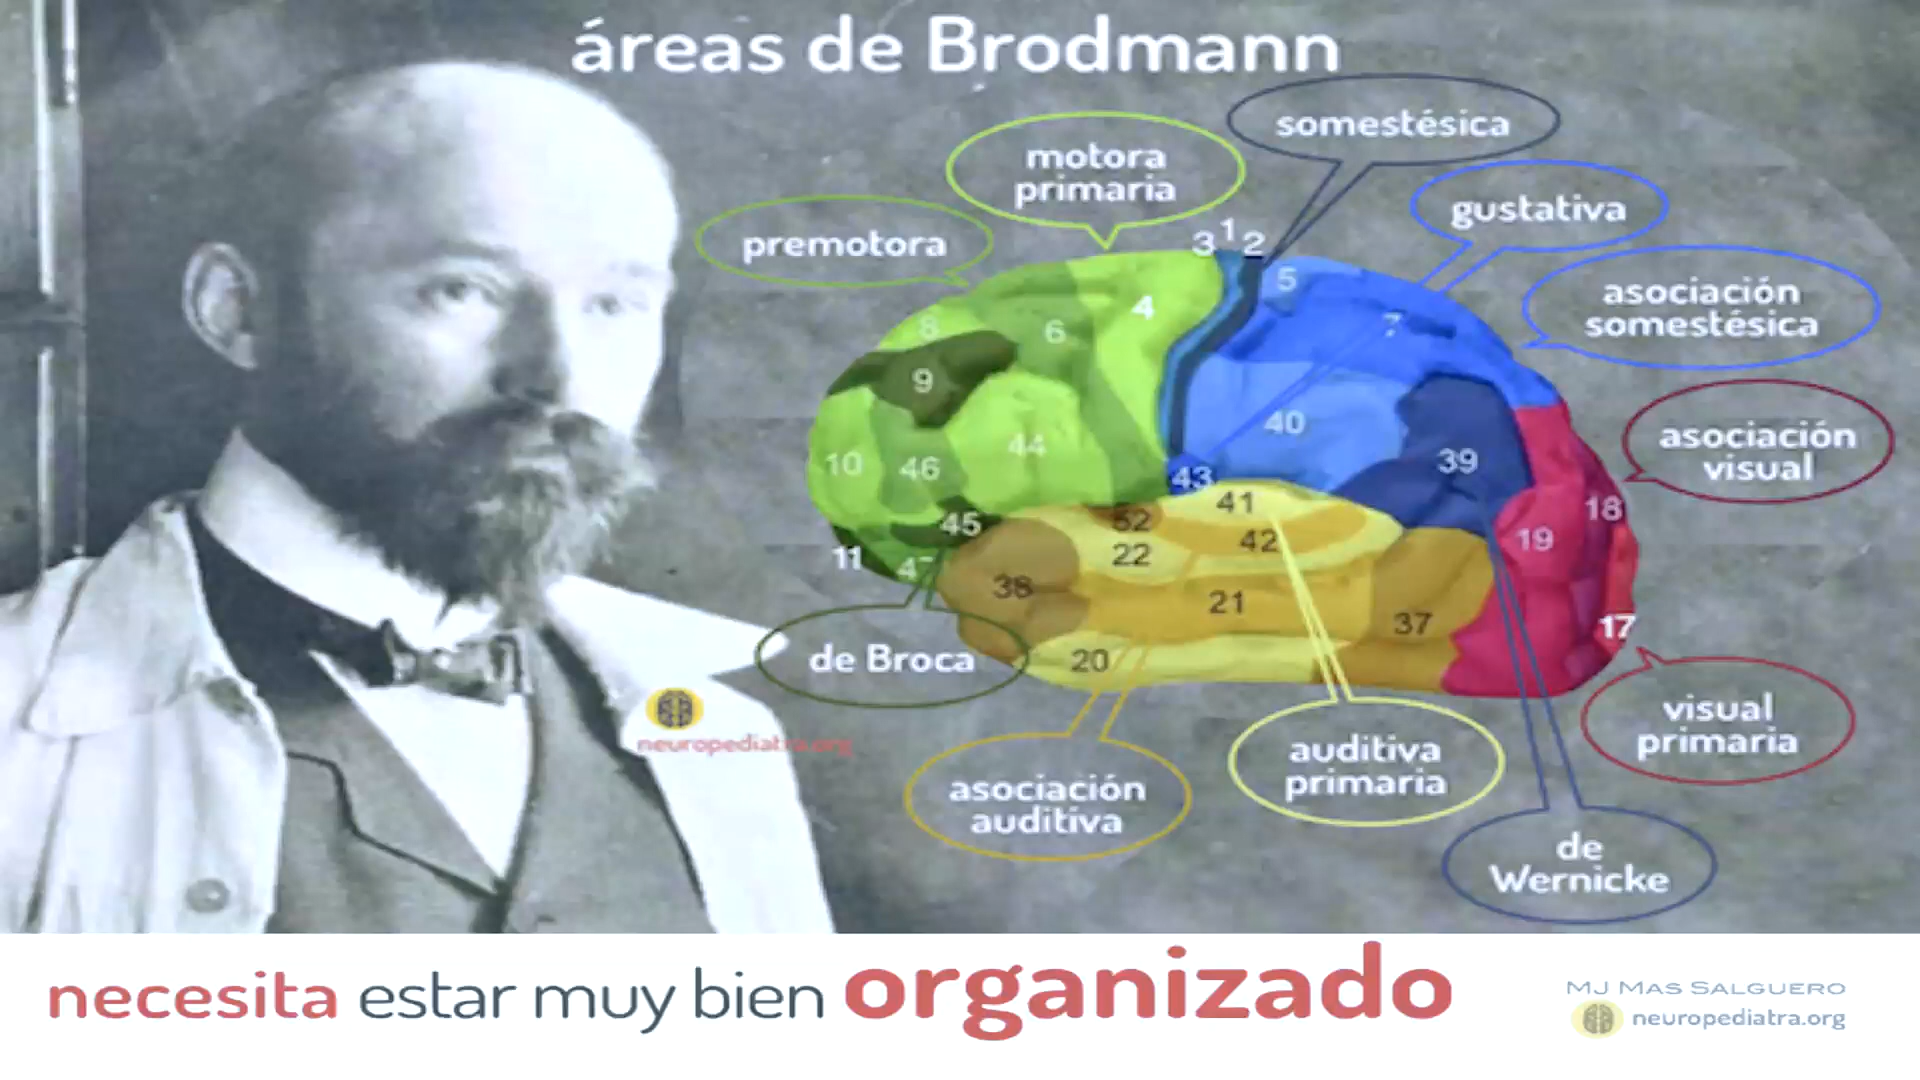 áreas de Brodmann
somestésica
motora
primaria
gustativa
premotora
3 1 2
5
asociación
somestésica
4
8
6
7
9
40
asociación
visual
44
10
46
39
43
18
41
45
52
19
42
22
11
38
21
37
17
de Broca
20
visual
primaria
neuropediatra.org
auditiva
primaria
asociación
auditiva
de
Wernicke
necesita estar muy bien organizado
MJ MAS SALGUERO
neuropediatra.org